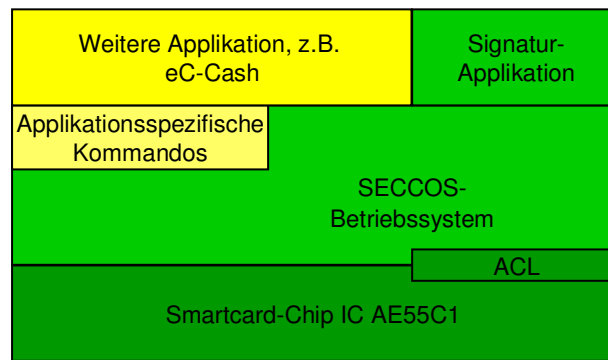 Weitere Applikation, z.B.
eC-Cash
Signatur-
Applikation
Applikationsspezifische
Kommandos
SECCOS-
Betriebssystem
ACL
Smartcard-Chip IC AE55C1